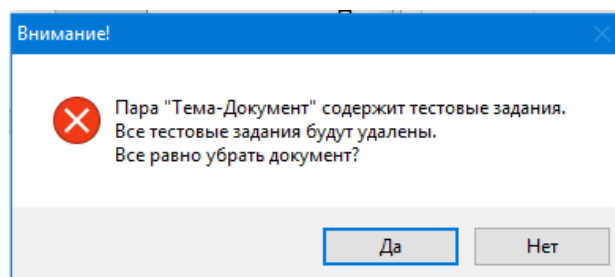 Внимание!
Пара "Тема-Документ" содержит тестовые задания.
Все тестовые задания будут удалены.
Все равно убрать документ?
Да
Нет